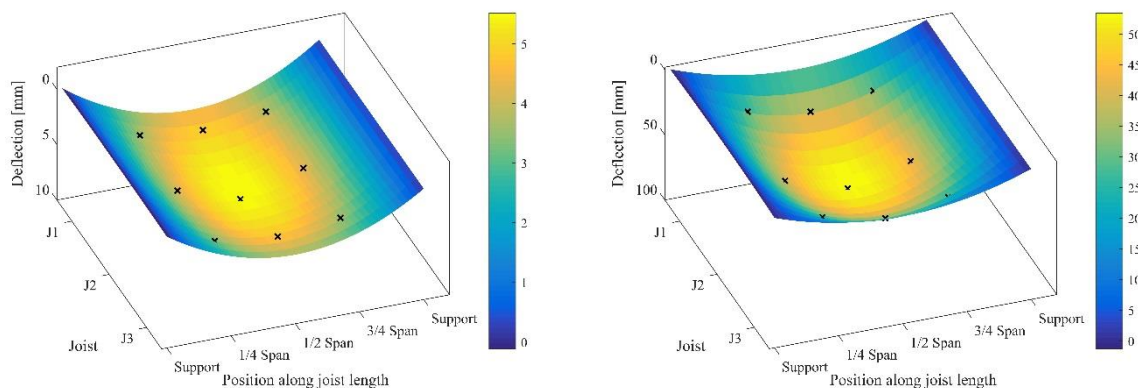 0
5
10
Deflection [mm]
J1
J2
J3
Joist
Support
1/4 Span
1/2 Span
3/4 Span
Support
Position along joist length
5
4
3
2
1
0
0
50
100
Deflection [mm]
J1
J2
J3
Joist
Support
1/4 Span
1/2 Span
3/4 Span
Support
Position along joist length
50
45
40
35
30
25
20
15
10
5
0